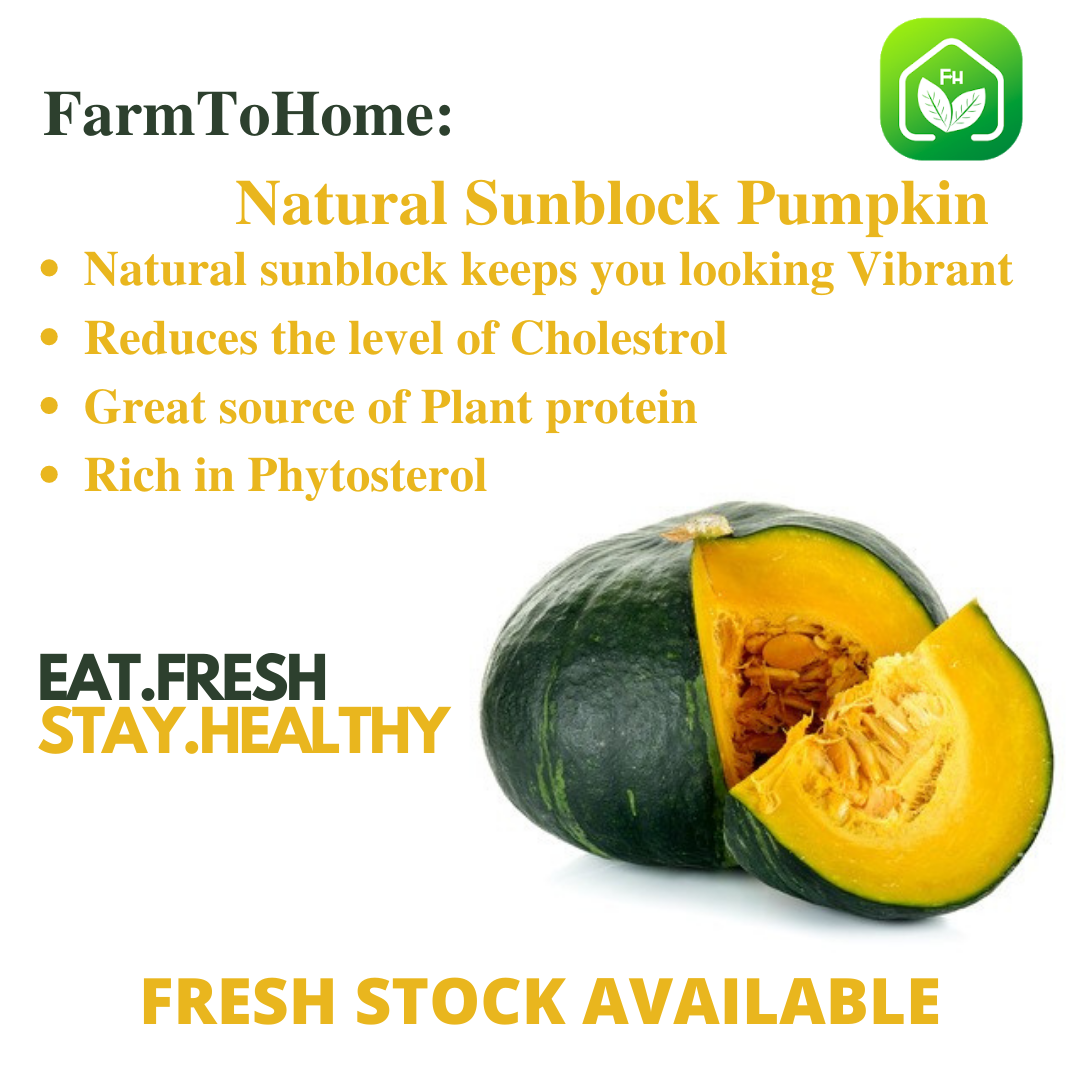 FH
FarmToHome:
Natural Sunblock Pumpkin
• Natural sunblock keeps you looking Vibrant
• Reduces the level of Cholestrol
• Great source of Plant protein
• Rich in Phytosterol
EAT.FRESH
STAY.HEALTHY
FRESH STOCK AVAILABLE